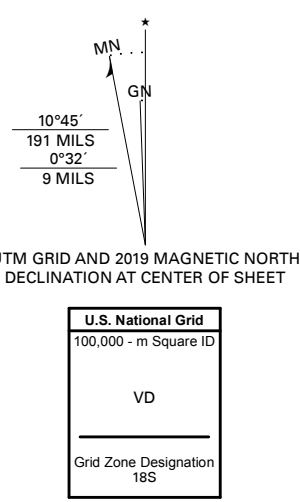 ★
MN
GN
10°45´
191 MILS
0°32´
9 MILS
UTM GRID AND 2019 MAGNETIC NORTH
DECLINATION AT CENTER OF SHEET
U.S. National Grid
100,000 - m Square ID
VD
Grid Zone Designation
18S